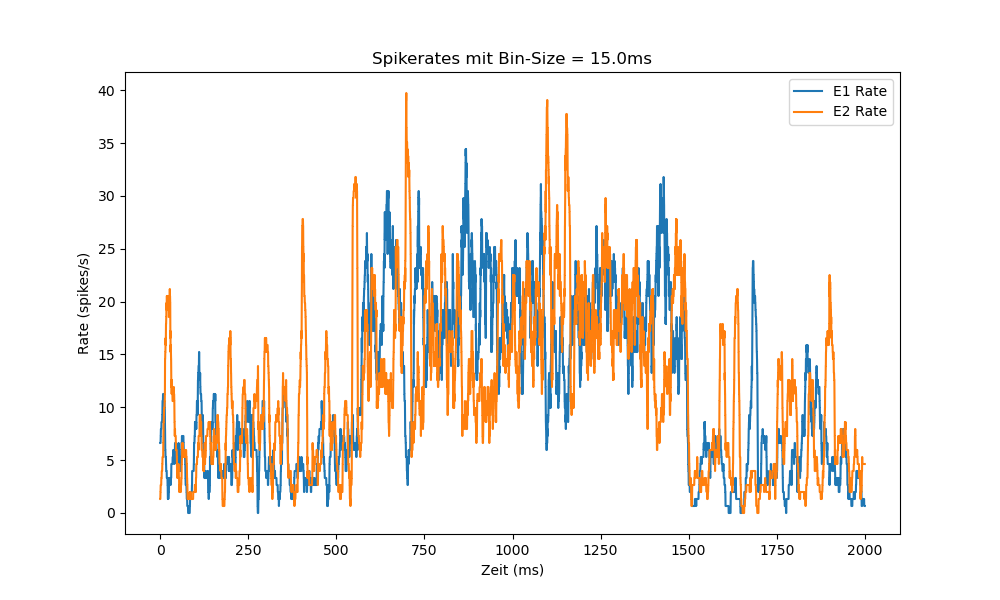 Spikerates mit Bin-Size = 15.0ms
E1 Rate
E2 Rate
40
35
30
25
20
15
10
5
0
Rate (spikes/s)
0 250 500 750 1000 1250 1500 1750 2000
Zeit (ms)